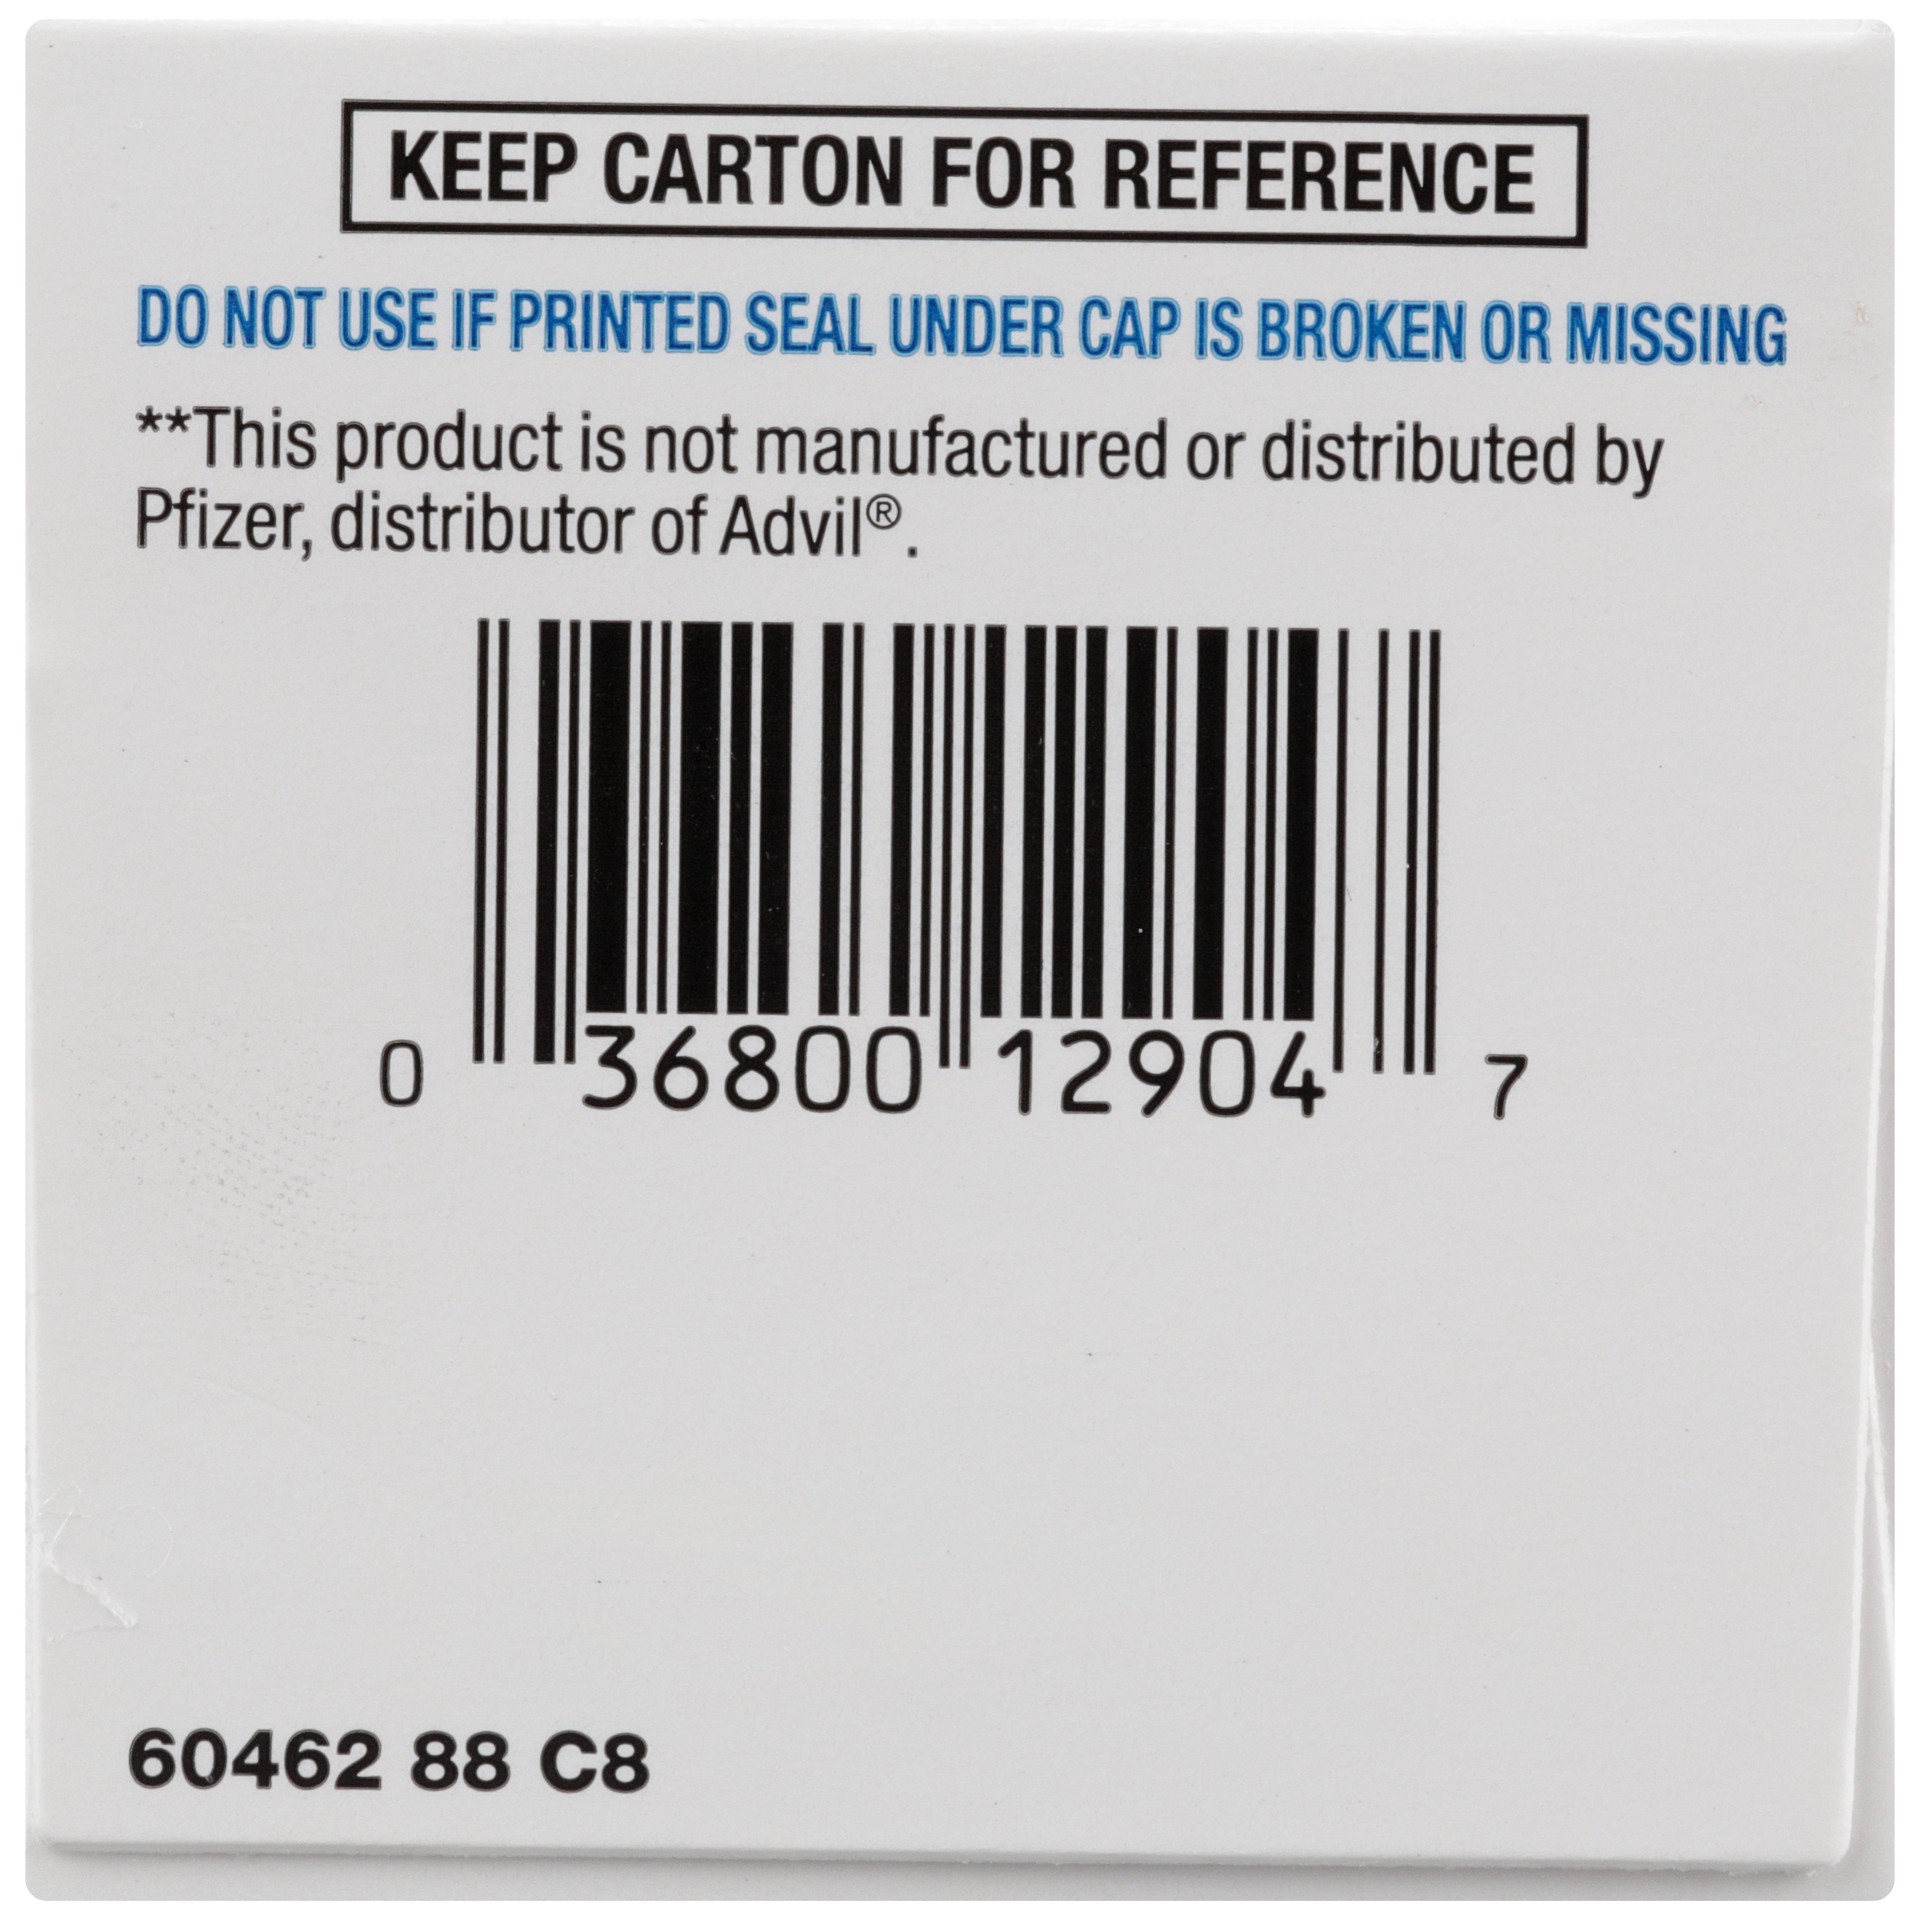 KEEP CARTON FOR REFERENCE
DO NOT USE IF PRINTED SEAL UNDER CAP IS BROKEN OR MISSING
**This product is not manufactured or distributed by
Pfizer, distributor of Advil®.
0 36800 12904 7
60462 88 C8